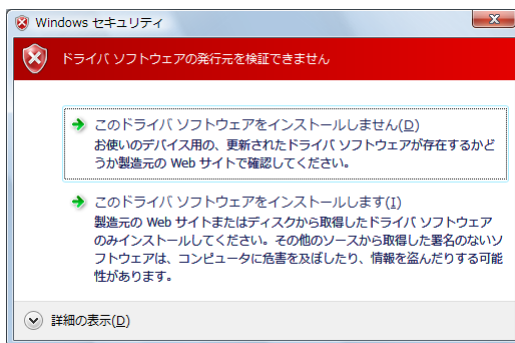 Windows セキュリティ
ドライバ ソフトウェアの発行元を検証できません
このドライバ ソフトウェアをインストールしません(D)
お使いのデバイス用の、更新されたドライバ ソフトウェアが存在するかど
うか製造元の Web サイトで確認してください。
このドライバ ソフトウェアをインストールします(I)
製造元の Web サイトまたはディスクから取得したドライバ ソフトウェア
のみインストールしてください。その他のソースから取得した署名のないソ
フトウェアは、コンピュータに危害を及ぼしたり、情報を盗んだりする可能
性があります。
詳細の表示(D)